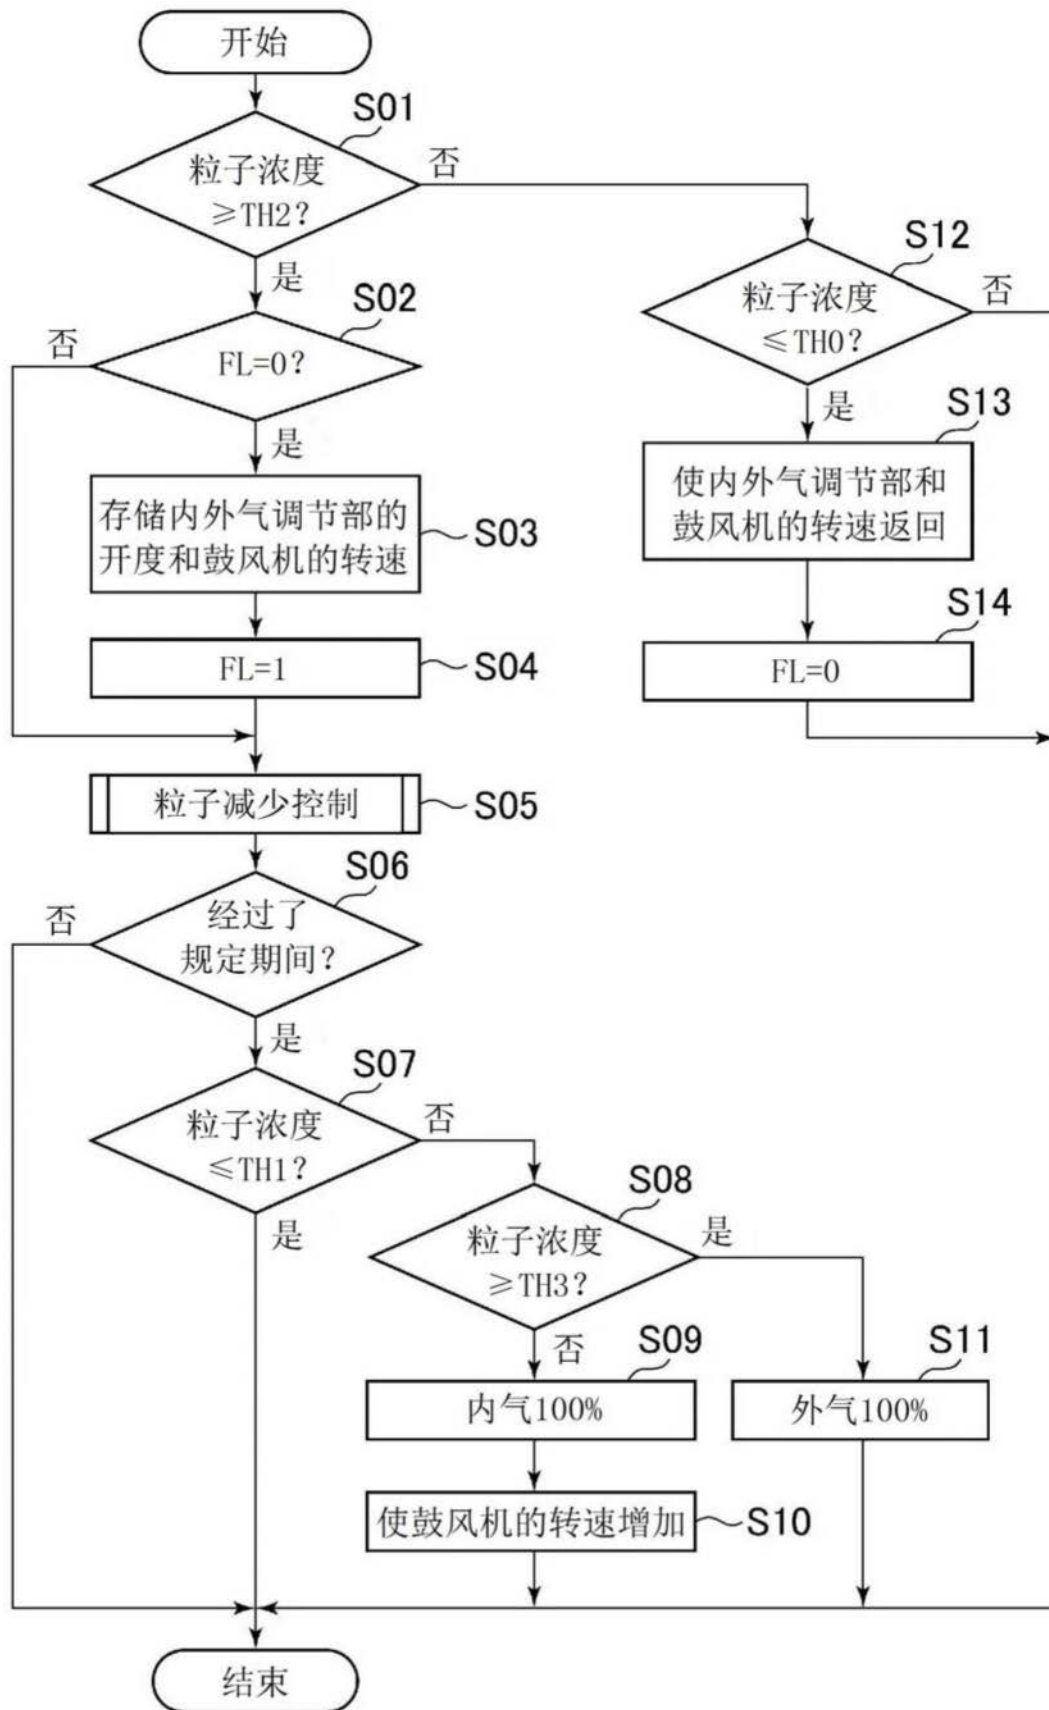 开始
S01
粒子浓度
≥TH2?
否
是
S12
粒子浓度
≤TH0?
否
是
S02
FL=0?
否
是
S13
使内外气调节部和
鼓风机的转速返回
存储内外气调节部的
开度和鼓风机的转速
S03
S14
FL=0
FL=1
S04
粒子减少控制
S05
S06
经过了
规定期间?
否
是
S07
粒子浓度
≤TH1?
否
是
S08
粒子浓度
≥TH3?
是
否
S09
内气100%
S11
外气100%
使鼓风机的转速增加
S10
结束